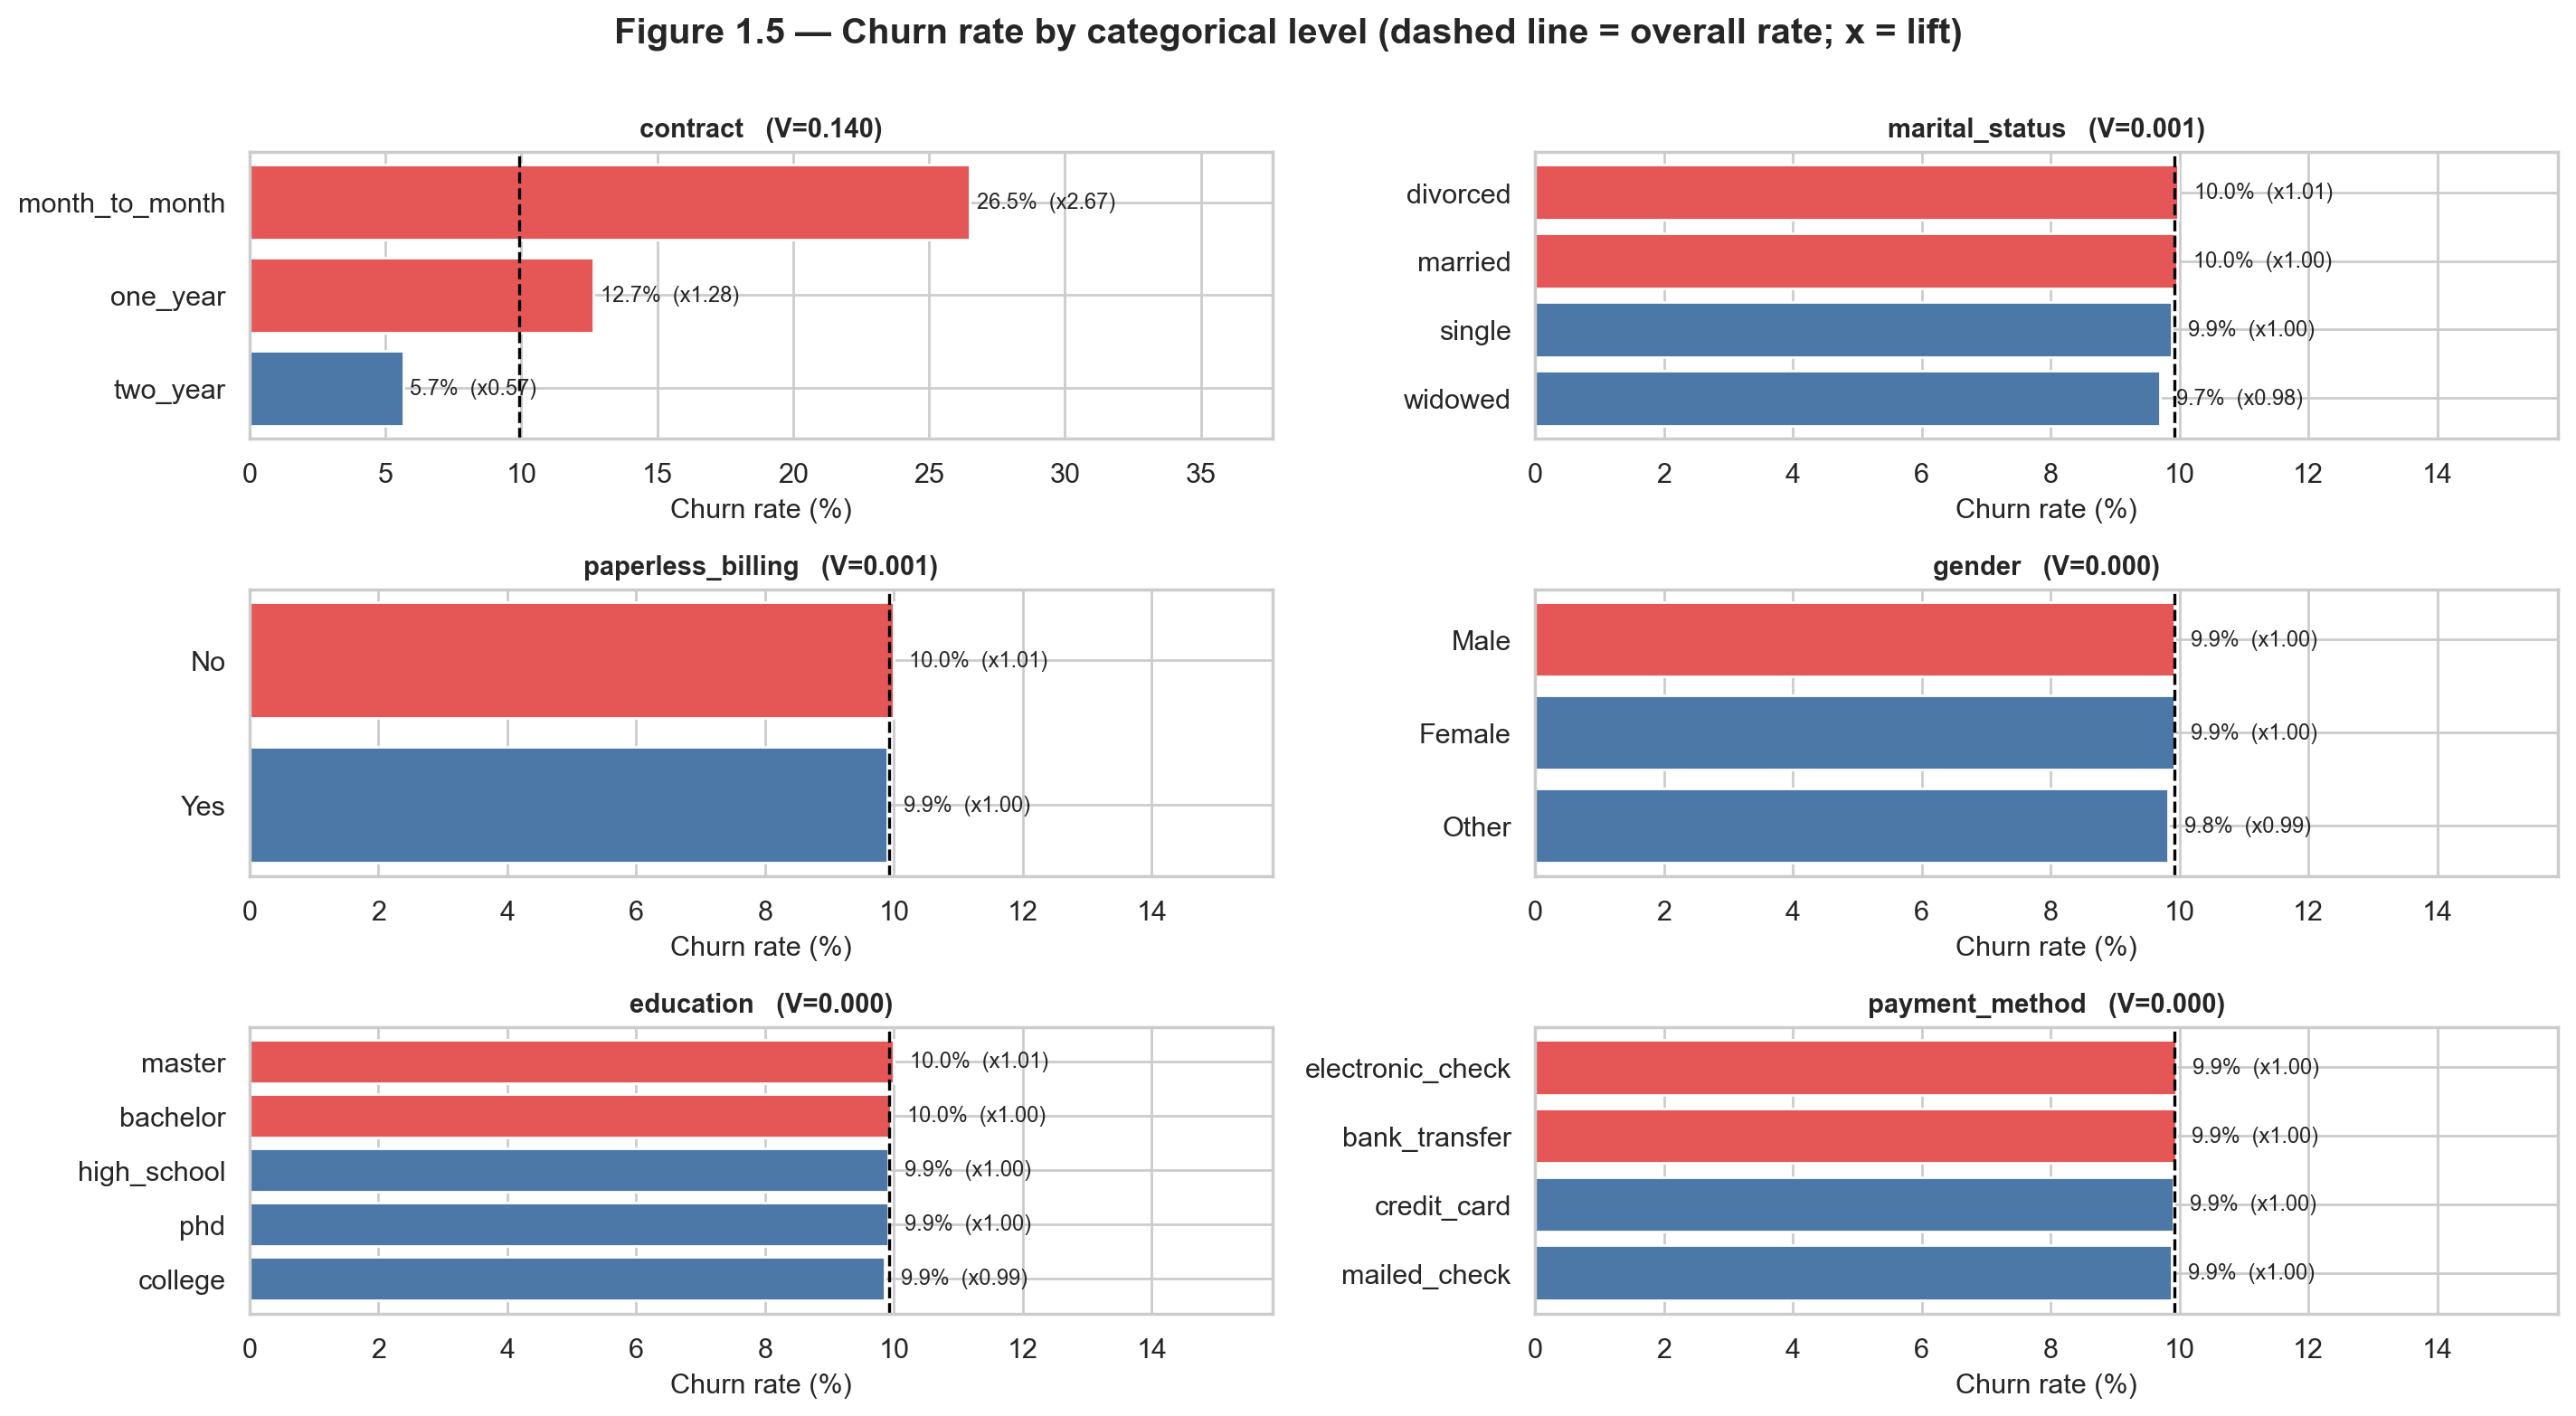 Figure 1.5 — Churn rate by categorical level (dashed line = overall rate; x = lift)
contract (V=0.140)
month_to_month
26.5% (x2.67)
one_year
12.7% (x1.28)
two_year
5.7% (x0.57)
0 5 10 15 20 25 30 35
Churn rate (%)
marital_status (V=0.001)
divorced
10.0% (x1.01)
married
10.0% (x1.00)
single
9.9% (x1.00)
widowed
9.7% (x0.98)
0 2 4 6 8 10 12 14
Churn rate (%)
paperless_billing (V=0.001)
No
10.0% (x1.01)
Yes
9.9% (x1.00)
0 2 4 6 8 10 12 14
Churn rate (%)
gender (V=0.000)
Male
9.9% (x1.00)
Female
9.9% (x1.00)
Other
9.8% (x0.99)
0 2 4 6 8 10 12 14
Churn rate (%)
education (V=0.000)
master
10.0% (x1.01)
bachelor
10.0% (x1.00)
high_school
9.9% (x1.00)
phd
9.9% (x1.00)
college
9.9% (x0.99)
0 2 4 6 8 10 12 14
Churn rate (%)
payment_method (V=0.000)
electronic_check
9.9% (x1.00)
bank_transfer
9.9% (x1.00)
credit_card
9.9% (x1.00)
mailed_check
9.9% (x1.00)
0 2 4 6 8 10 12 14
Churn rate (%)